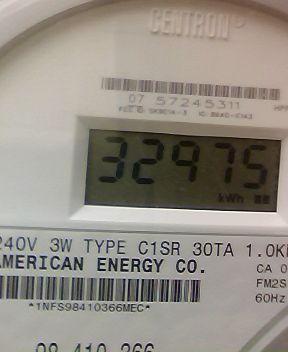 CENTRON
07 57245311
32975
kWh
240V 3W TYPE C1SR 30TA 1.0K
AMERICAN ENERGY CO.
CA 0
FM2S
*1NFS98410366MEC*
60Hz
98 410 366